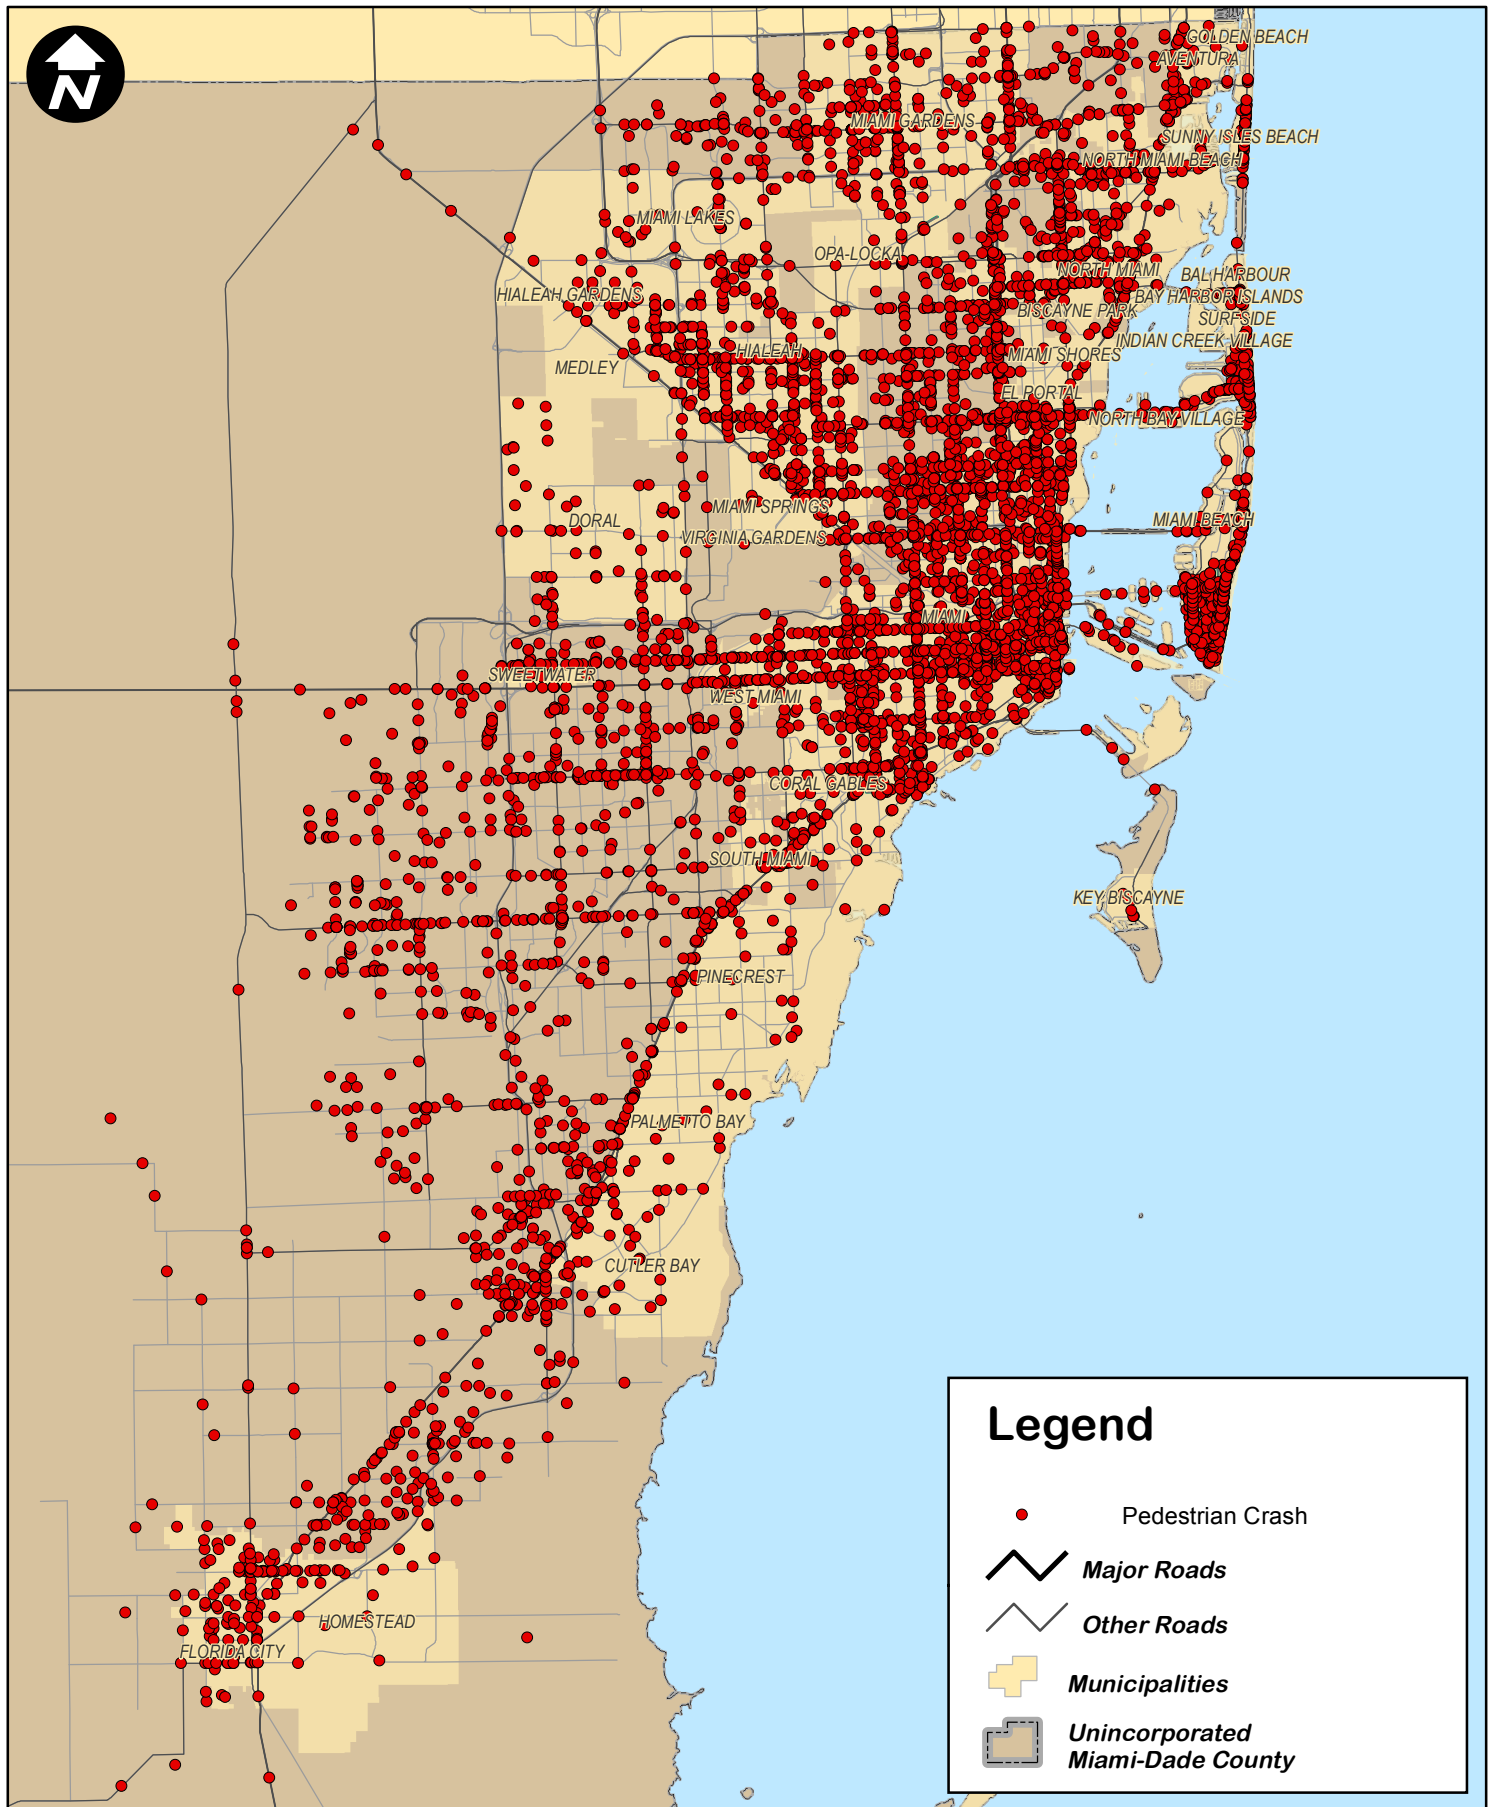 N
GOLDEN BEACH
AVENTURA
MIAMI GARDENS
SUNNY ISLES BEACH
NORTH MIAMI BEACH
MIAMI LAKES
OPA-LOCKA
NORTH MIAMI
BAL HARBOUR
HIALEAH GARDENS
BAY HARBOR ISLANDS
BISCAYNE PARK
SURFSIDE
INDIAN CREEK VILLAGE
HIALEAH
MIAMI SHORES
MEDLEY
EL PORTAL
NORTH BAY VILLAGE
MIAMI SPRINGS
DORAL
MIAMI BEACH
VIRGINIA GARDENS
MIAMI
SWEETWATER
WEST MIAMI
CORAL GABLES
SOUTH MIAMI
KEY BISCAYNE
PINECREST
PALMETTO BAY
CUTLER BAY
HOMESTEAD
FLORIDA CITY
Legend
Pedestrian Crash
Major Roads
Other Roads
Municipalities
Unincorporated
Miami-Dade County